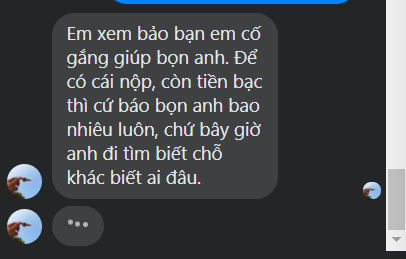 Em xem bảo bạn em cố
gắng giúp bọn anh. Để
có cái nộp, còn tiền bạc
thì cứ báo bọn anh bao
nhiêu luôn, chứ bây giờ
anh đi tìm biết chỗ
khác biết ai đâu.